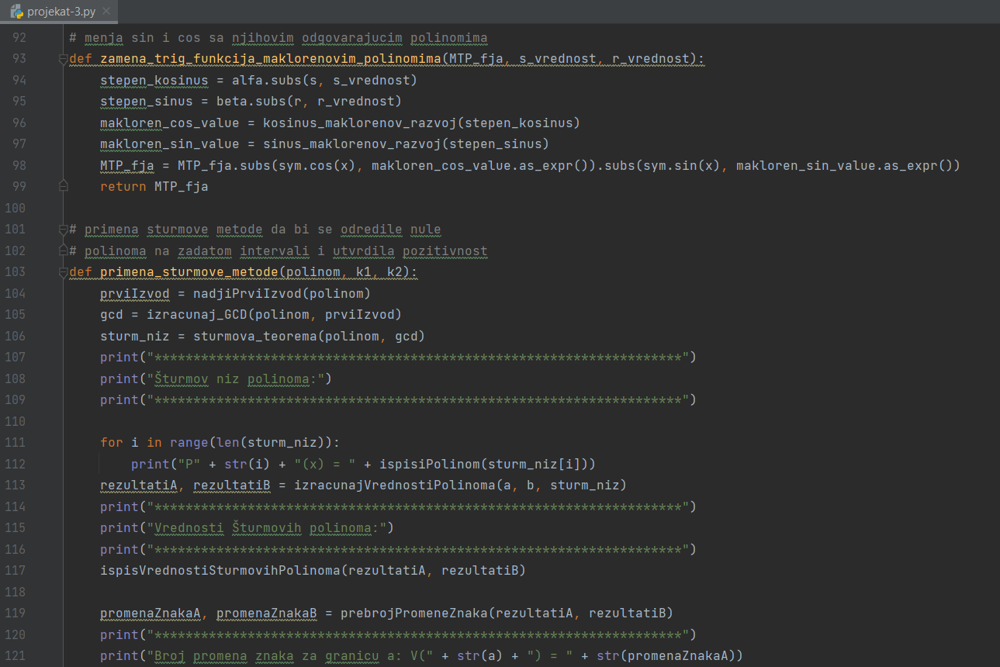 projekat-3.py
92 # menja sin i cos sa njihovim odgovarajucim polinomima
93 def zamena_trig_funkcija_maklorenovim_polinomima(MTP_fja, s_vrednost, r_vrednost):
94 stepen_kosinus = alfa.subs(s, s_vrednost)
95 stepen_sinus = beta.subs(r, r_vrednost)
96 makloren_cos_value = kosinus_maklorenov_razvoj(stepen_kosinus)
97 makloren_sin_value = sinus_maklorenov_razvoj(stepen_sinus)
98 MTP_fja = MTP_fja.subs(sym.cos(x), makloren_cos_value.as_expr()).subs(sym.sin(x), makloren_sin_value.as_expr())
99 return MTP_fja
100
101 # primena sturmove metode da bi se odredile nule
102 # polinoma na zadatom intervali i utvrdila pozitivnost
103 def primena_sturmove_metode(polinom, k1, k2):
104 prviIzvod = nadjiPrviIzvod(polinom)
105 gcd = izracunaj_GCD(polinom, prviIzvod)
106 sturm_niz = sturmova_teorema(polinom, gcd)
107 print("********************************************************************")
108 print("Šturmov niz polinoma:")
109 print("********************************************************************")
110
111 for i in range(len(sturm_niz)):
112 print("P" + str(i) + "(x) = " + ispisiPolinom(sturm_niz[i]))
113 rezultatiA, rezultatiB = izracunajVrednostiPolinoma(a, b, sturm_niz)
114 print("********************************************************************")
115 print("Vrednosti Šturmovih polinoma:")
116 print("********************************************************************")
117 ispisVrednostiSturmovihPolinoma(rezultatiA, rezultatiB)
118
119 promenaZnakaA, promenaZnakaB = prebrojPromeneZnaka(rezultatiA, rezultatiB)
120 print("********************************************************************")
121 print("Broj promena znaka za granicu a: V(" + str(a) + ") = " + str(promenaZnakaA))